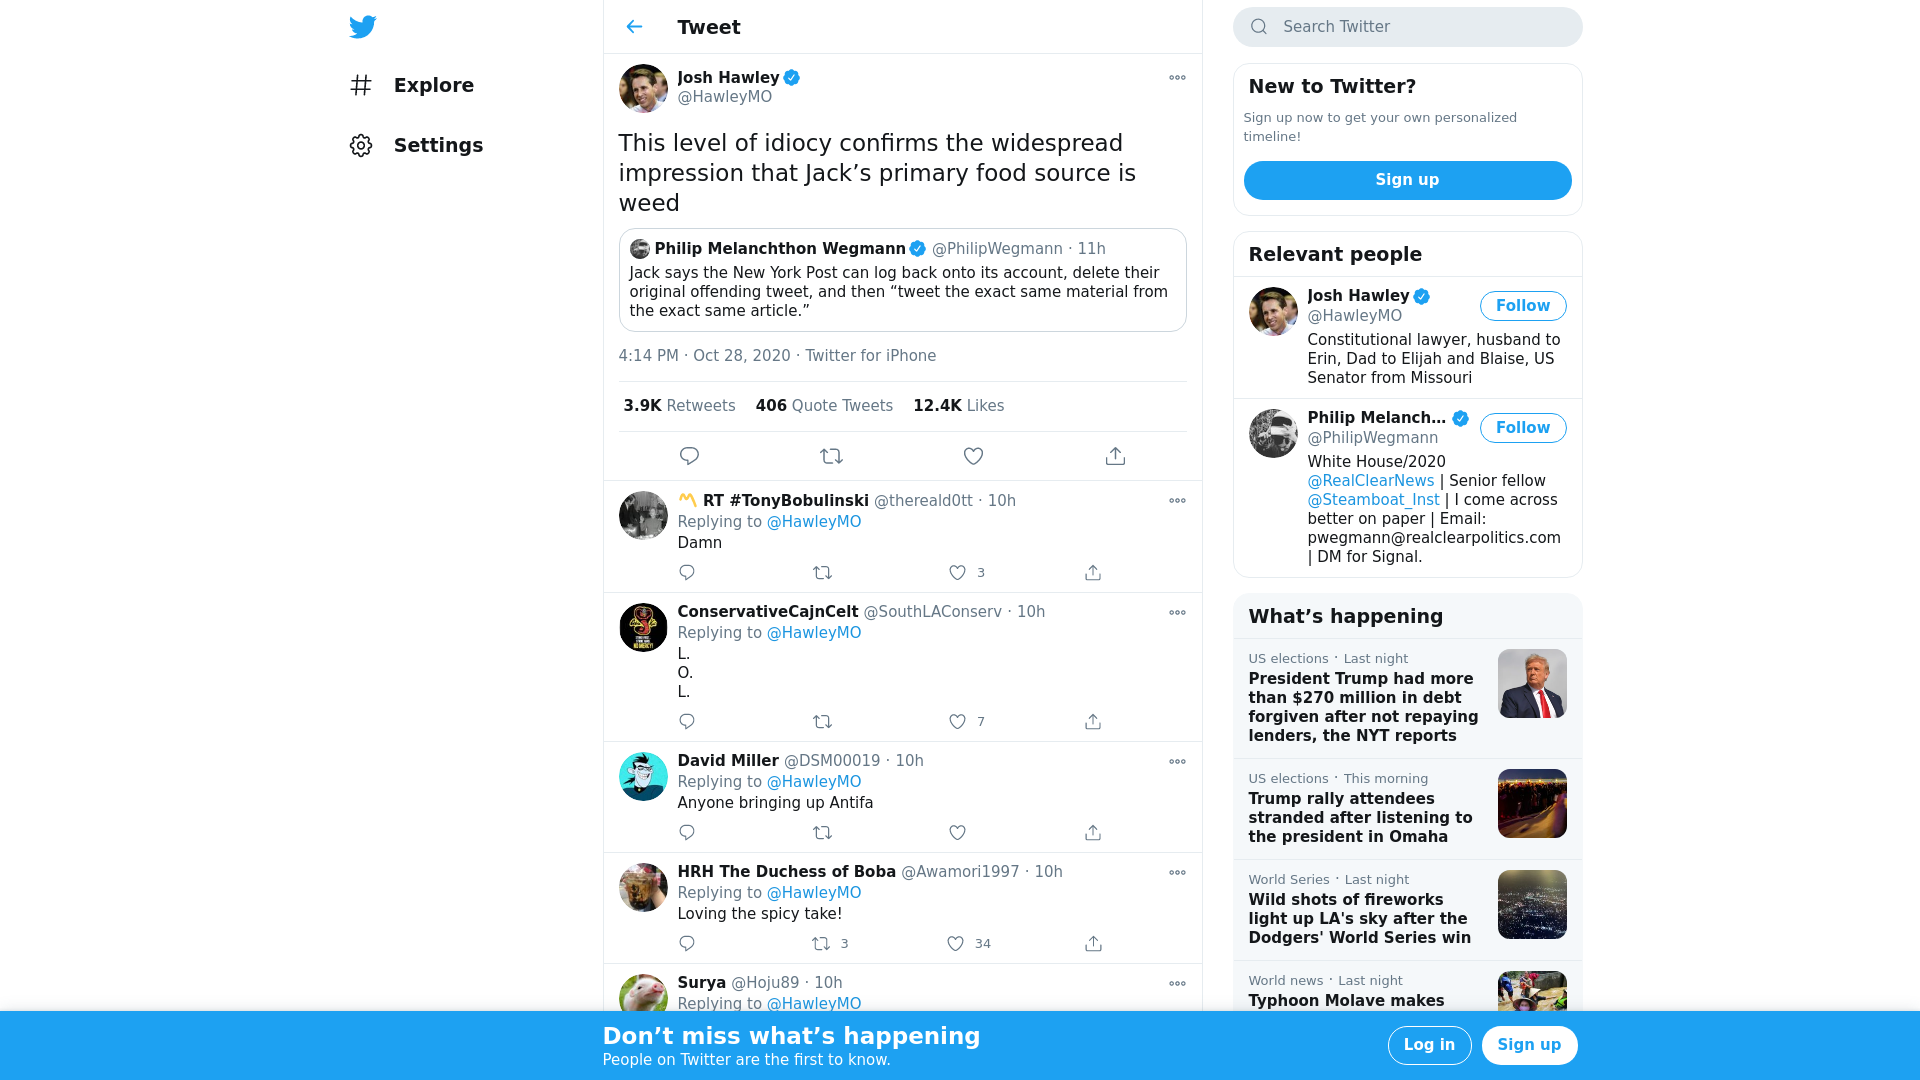 Explore
Settings
Tweet
Josh Hawley
@HawleyMO
This level of idiocy confirms the widespread
impression that Jack’s primary food source is
weed
Philip Melanchthon Wegmann @PhilipWegmann · 11h
Jack says the New York Post can log back onto its account, delete their
original offending tweet, and then “tweet the exact same material from
the exact same article.”
4:14 PM · Oct 28, 2020 · Twitter for iPhone
3.9K Retweets 406 Quote Tweets 12.4K Likes
RT #TonyBobulinski @thereald0tt · 10h
Replying to @HawleyMO
Damn
3
ConservativeCajnCelt @SouthLAConserv · 10h
Replying to @HawleyMO
L.
O.
L.
7
David Miller @DSM00019 · 10h
Replying to @HawleyMO
Anyone bringing up Antifa
HRH The Duchess of Boba @Awamori1997 · 10h
Replying to @HawleyMO
Loving the spicy take!
3 34
Surya @Hoju89 · 10h
Replying to @HawleyMO
Search Twitter
New to Twitter?
Sign up now to get your own personalized
timeline!
Sign up
Relevant people
Josh Hawley
@HawleyMO
Follow
Constitutional lawyer, husband to
Erin, Dad to Elijah and Blaise, US
Senator from Missouri
Philip Melanch...
@PhilipWegmann
Follow
White House/2020
@RealClearNews | Senior fellow
@Steamboat_Inst | I come across
better on paper | Email:
pwegmann@realclearpolitics.com
| DM for Signal.
What’s happening
US elections · Last night
President Trump had more
than $270 million in debt
forgiven after not repaying
lenders, the NYT reports
US elections · This morning
Trump rally attendees
stranded after listening to
the president in Omaha
World Series · Last night
Wild shots of fireworks
light up LA's sky after the
Dodgers' World Series win
World news · Last night
Typhoon Molave makes
Don’t miss what’s happening
People on Twitter are the first to know.
Log in
Sign up